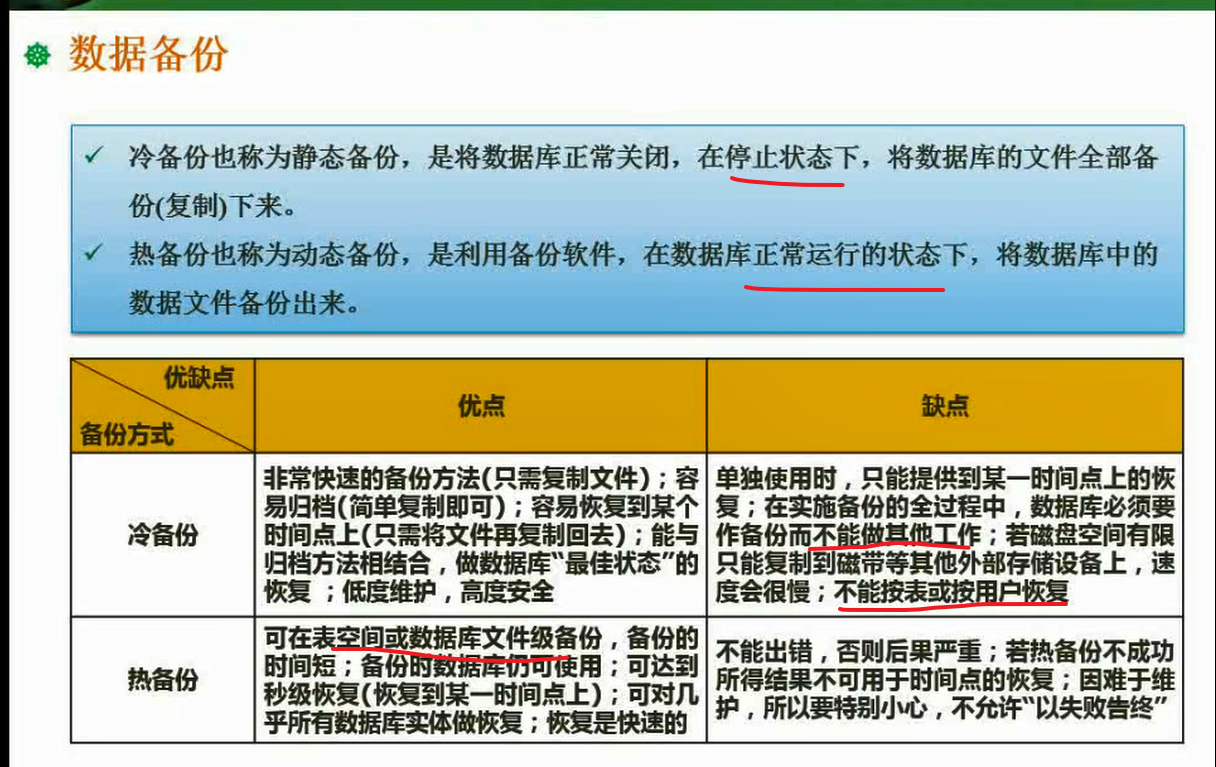 数据备份
冷备份也称为静态备份，是将数据库正常关闭，在停止状态下，将数据库的文件全部备
份(复制)下来。
热备份也称为动态备份，是利用备份软件，在数据库正常运行的状态下，将数据库中的
数据文件备份出来。
优缺点
备份方式
优点
缺点
冷备份
非常快速的备份方法(只需复制文件)；容
易归档(简单复制即可)；容易恢复到某个
时间点上(只需将文件再复制回去)；能与
归档方法相结合，做数据库“最佳状态”的
恢复 ；低度维护，高度安全
单独使用时，只能提供到某一时间点上的恢
复；在实施备份的全过程中，数据库必须要
作备份而不能做其他工作；若磁盘空间有限
只能复制到磁带等其他外部存储设备上，速
度会很慢；不能按表或按用户恢复
热备份
可在表空间或数据库文件级备份，备份的
时间短；备份时数据库仍可使用；可达到
秒级恢复(恢复到某一时间点上)；可对几
乎所有数据库实体做恢复；恢复是快速的
不能出错，否则后果严重；若热备份不成功
所得结果不可用于时间点的恢复；因难于维
护，所以要特别小心，不允许“以失败告终”